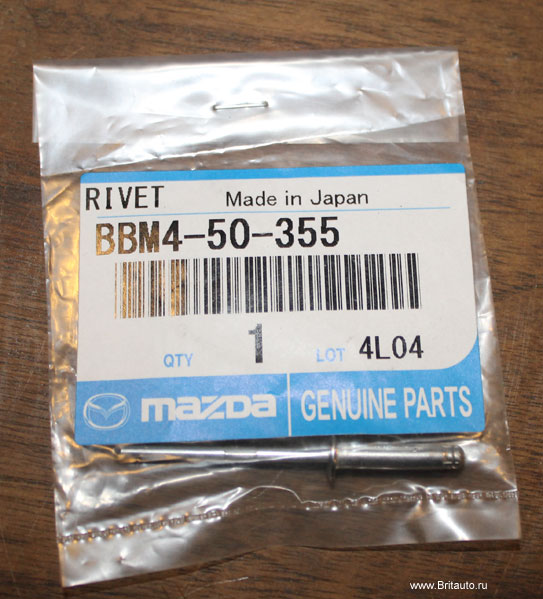 RIVET Made in Japan
BBM4-50-355
QTY 1 LOT 4L04
mazda GENUINE PARTS
www.Britauto.ru